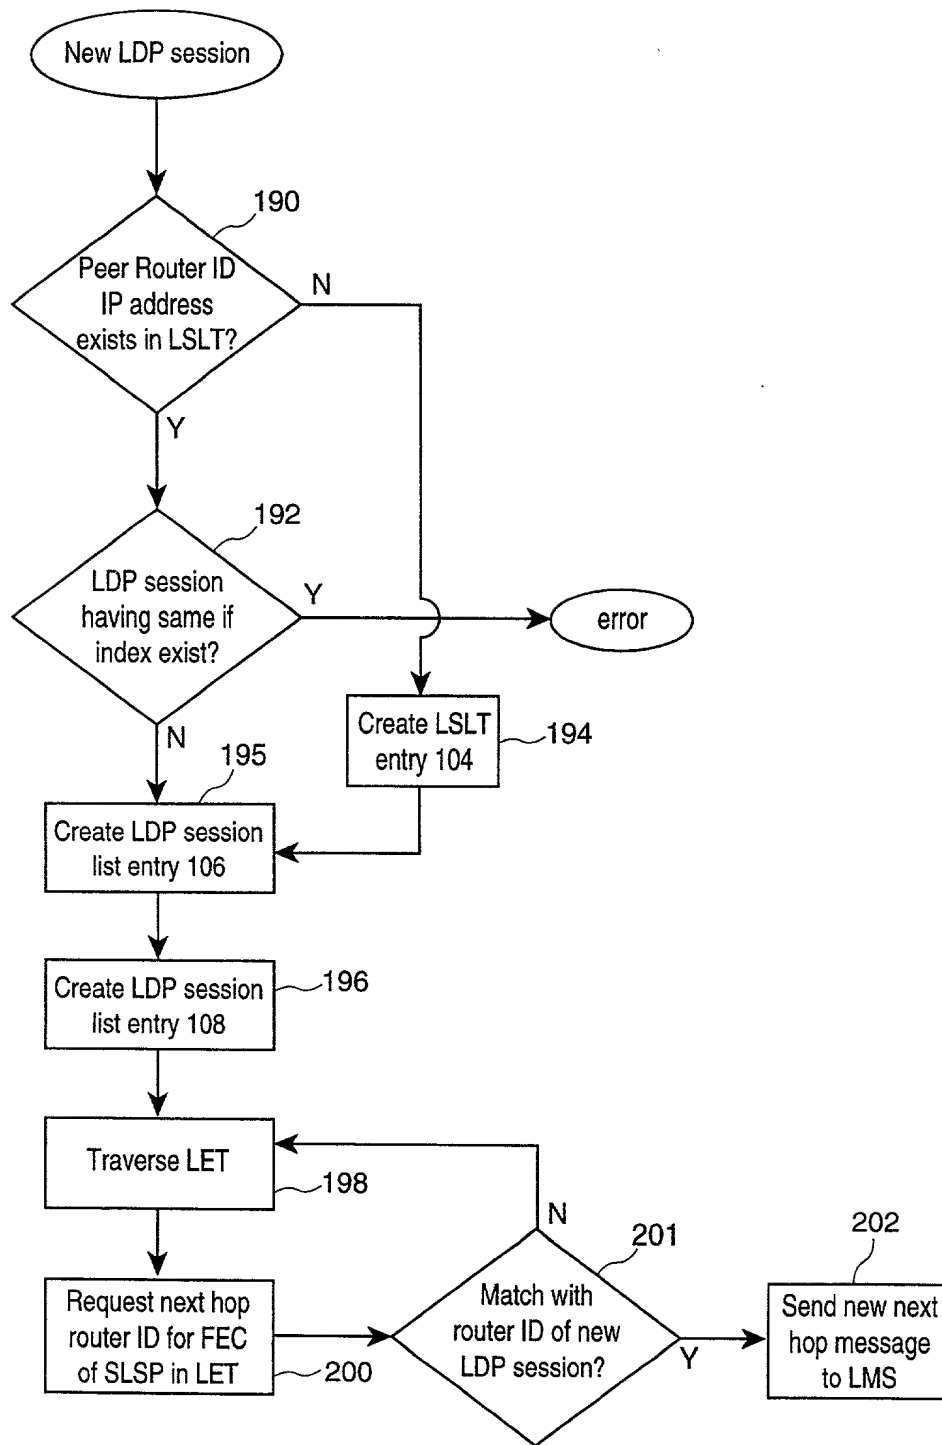 New LDP session
190
Peer Router ID
IP address
exists in LSLT?
N
Y
192
LDP session
having same if
index exist?
Y
error
N
Create LSLT
entry 104
194
195
Create LDP session
list entry 106
Create LDP session
list entry 108
196
Traverse LET
198
N
201
202
Request next hop
router ID for FEC
of SLSP in LET
200
Match with
router ID of new
LDP session?
Y
Send new next
hop message
to LMS